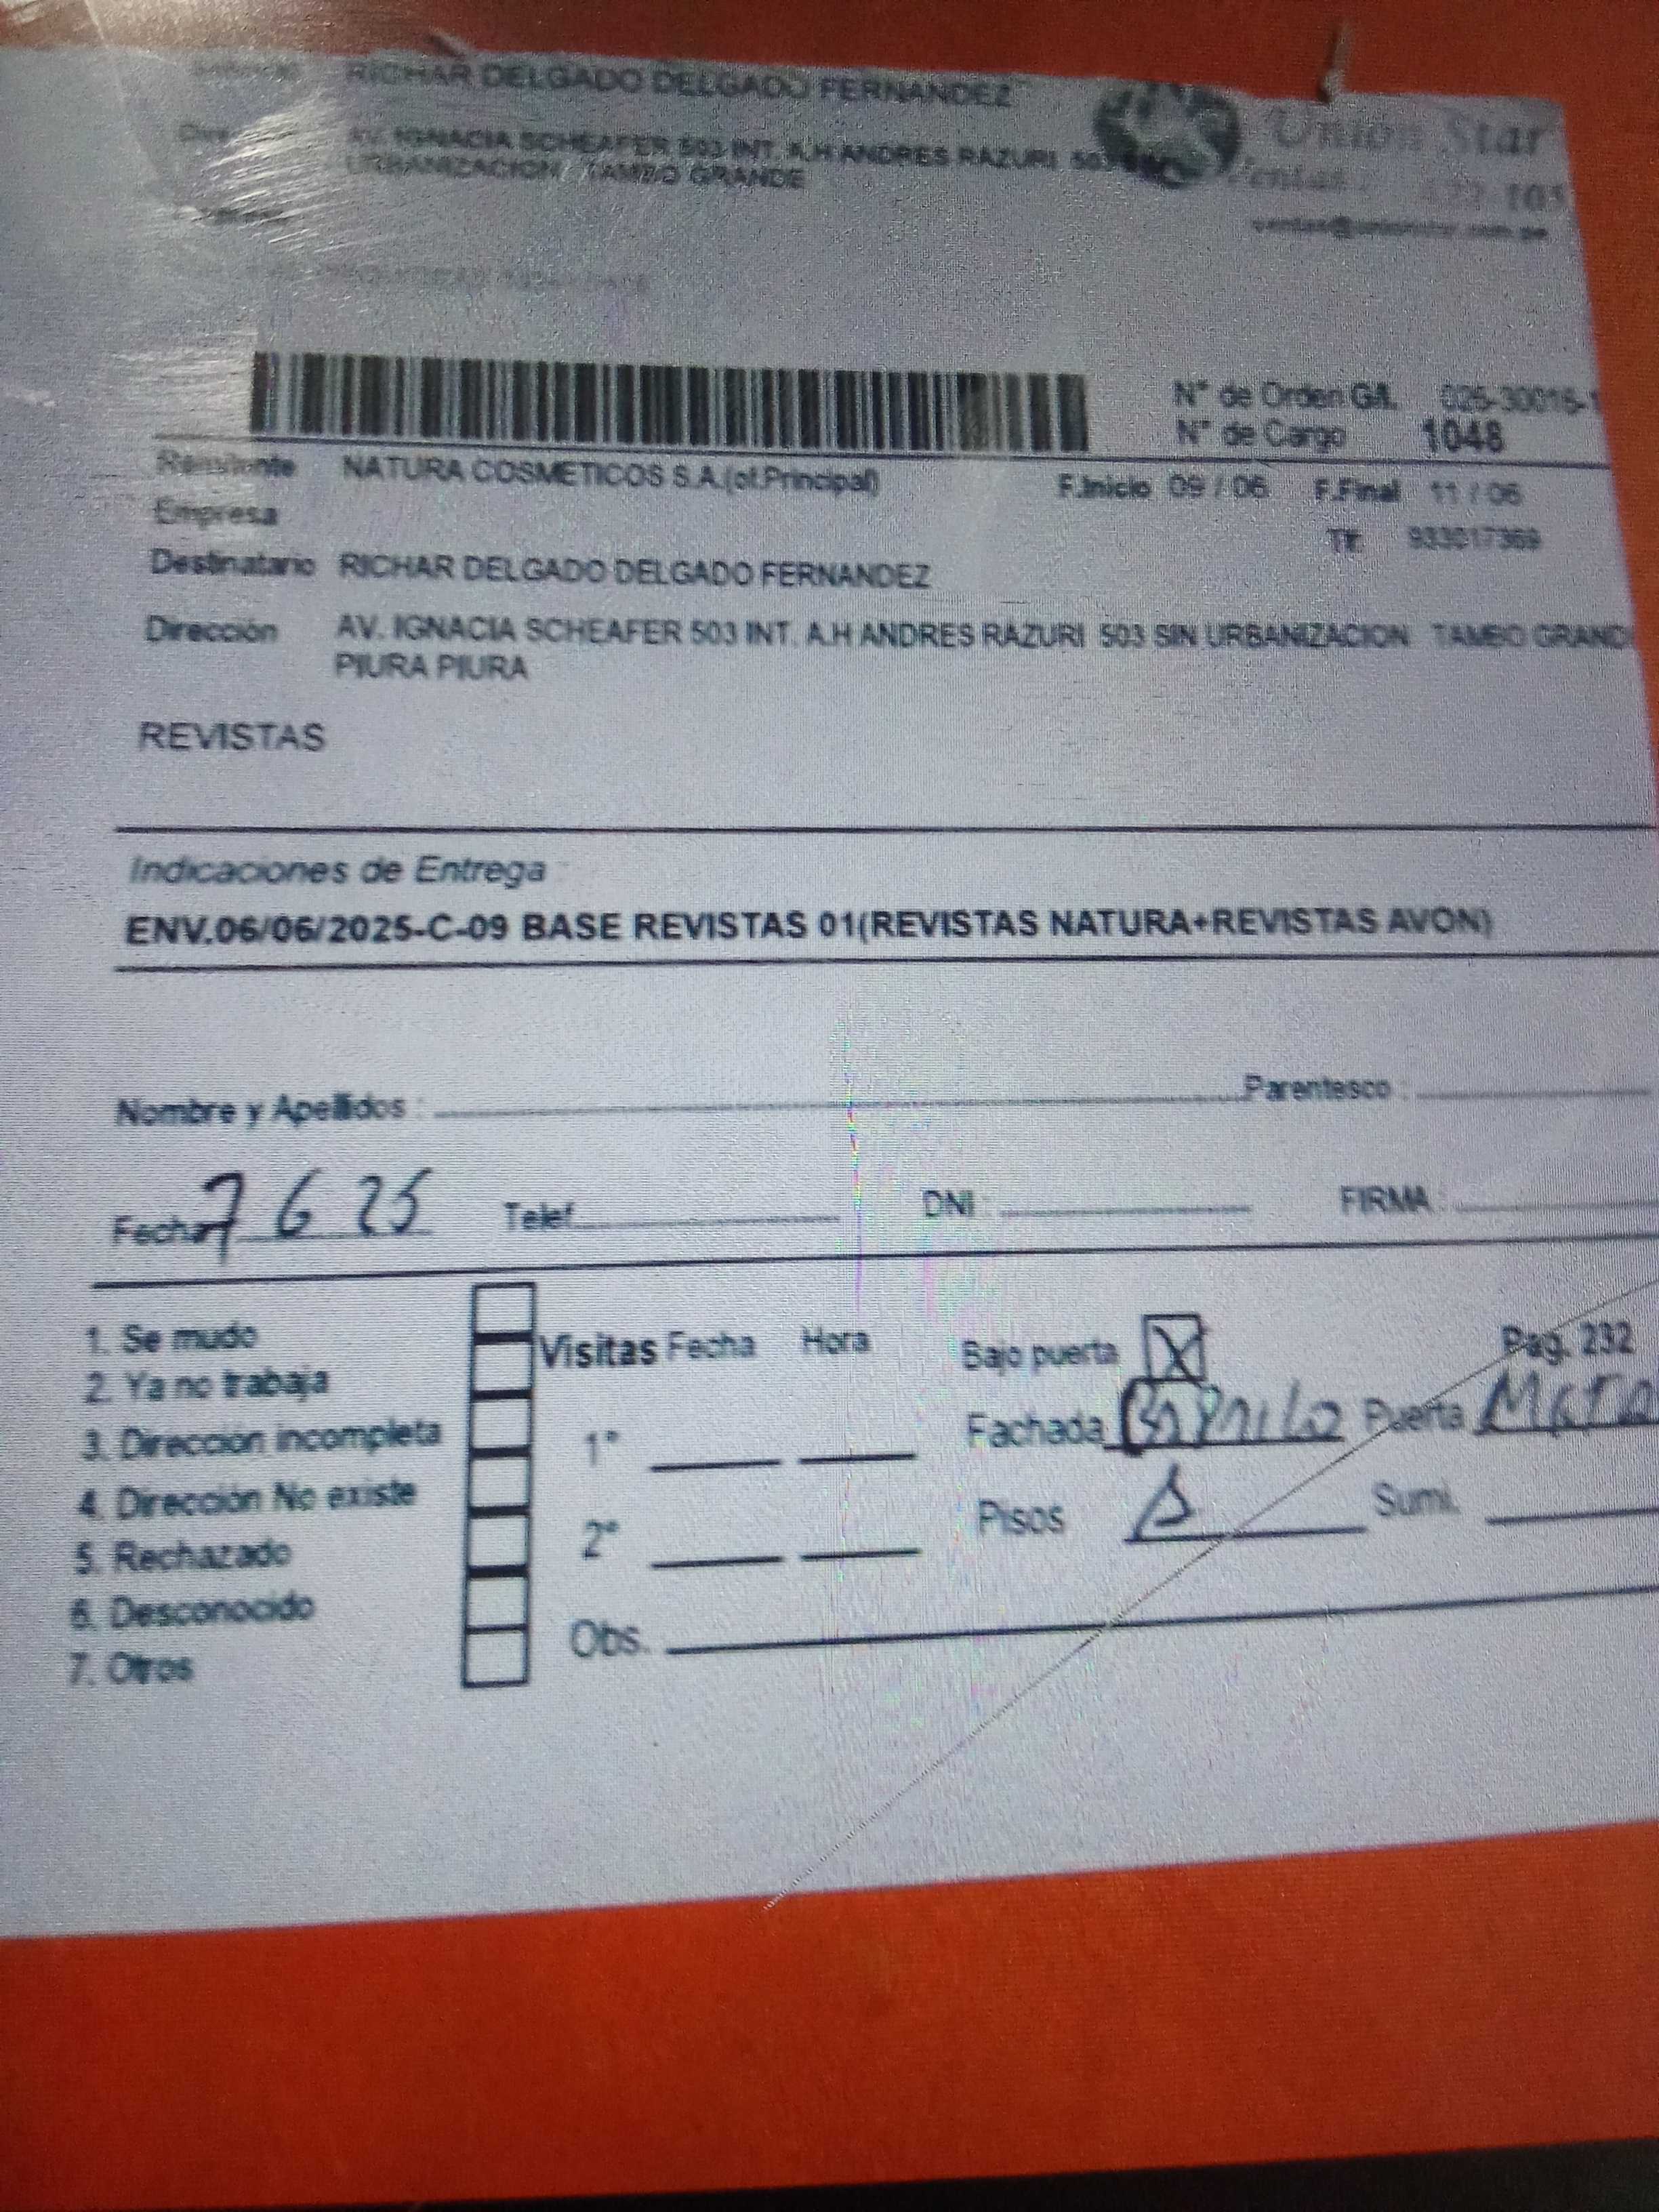 RICHAR DELGADO DELGADO FERNANDEZ
AV. IGNACIA SCHEAFER 503 INT. A.H ANDRES RAZURI 503
URBANIZACION TAMBO GRANDE
Union Star
Ventas:
N° de Orden G/L 025-30015-1
N° de Cargo 1048
Remitente NATURA COSMETICOS S.A.(of.Principal) F.Inicio 09 / 06 F.Final 11 / 06
Empresa Tlf. 933017369
Destinatario RICHAR DELGADO DELGADO FERNANDEZ
Dirección AV. IGNACIA SCHEAFER 503 INT. A.H ANDRES RAZURI 503 SIN URBANIZACION TAMBO GRAND
PIURA PIURA
REVISTAS
Indicaciones de Entrega :
ENV.06/06/2025-C-09 BASE REVISTAS 01(REVISTAS NATURA+REVISTAS AVON)
Nombre y Apellidos : Parentesco :
Fecha 7 6 25 Telef. DNI : FIRMA :
1. Se mudo
2. Ya no trabaja
3. Dirección incompleta
4. Dirección No existe
5. Rechazado
6. Desconocido
7. Otros
Visitas Fecha Hora
1°
2°
Obs.
Bajo puerta X Pag. 232
Fachada Puerta
Pisos Sumi.